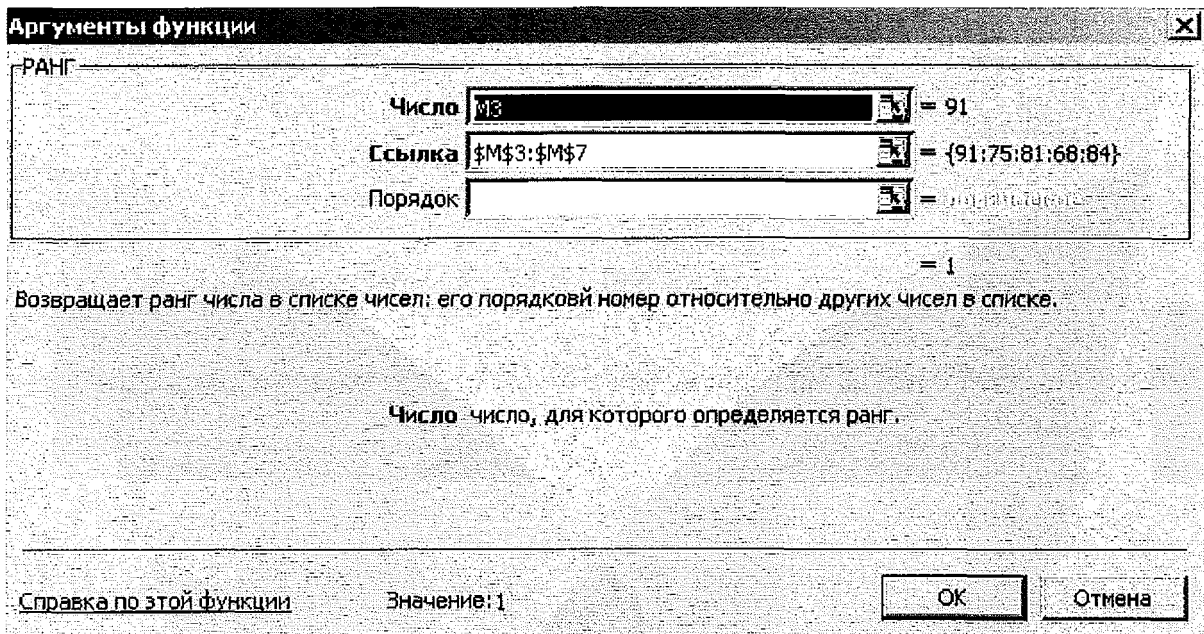 Аргументы функции
РАНГ
Число M3 = 91
Ссылка $M$3:$M$7 = {91:75:81:68:84}
Порядок =
= 1
Возвращает ранг числа в списке чисел: его порядковй номер относительно других чисел в списке.
Число число, для которого определяется ранг.
Справка по этой функции Значение:1 OK Отмена